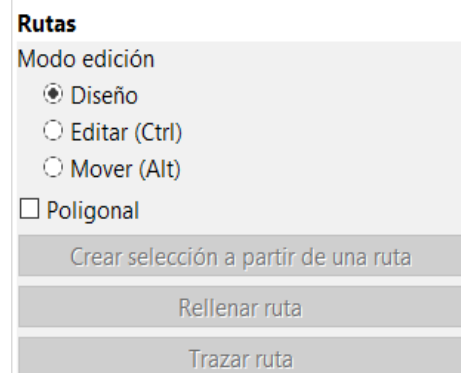 Rutas
Modo edición
Diseño
Editar (Ctrl)
Mover (Alt)
Poligonal
Crear selección a partir de una ruta
Rellenar ruta
Trazar ruta